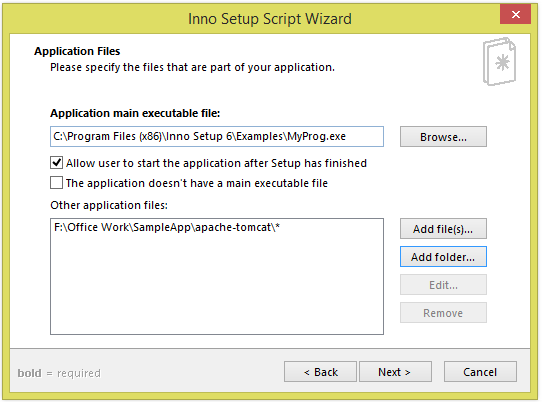 Inno Setup Script Wizard
Application Files
Please specify the files that are part of your application.
Application main executable file:
C:\Program Files (x86)\Inno Setup 6\Examples\MyProg.exe
Browse...
Allow user to start the application after Setup has finished
The application doesn't have a main executable file
Other application files:
F:\Office Work\SampleApp\apache-tomcat\*
Add file(s)...
Add folder...
Edit...
Remove
bold = required
< Back
Next >
Cancel